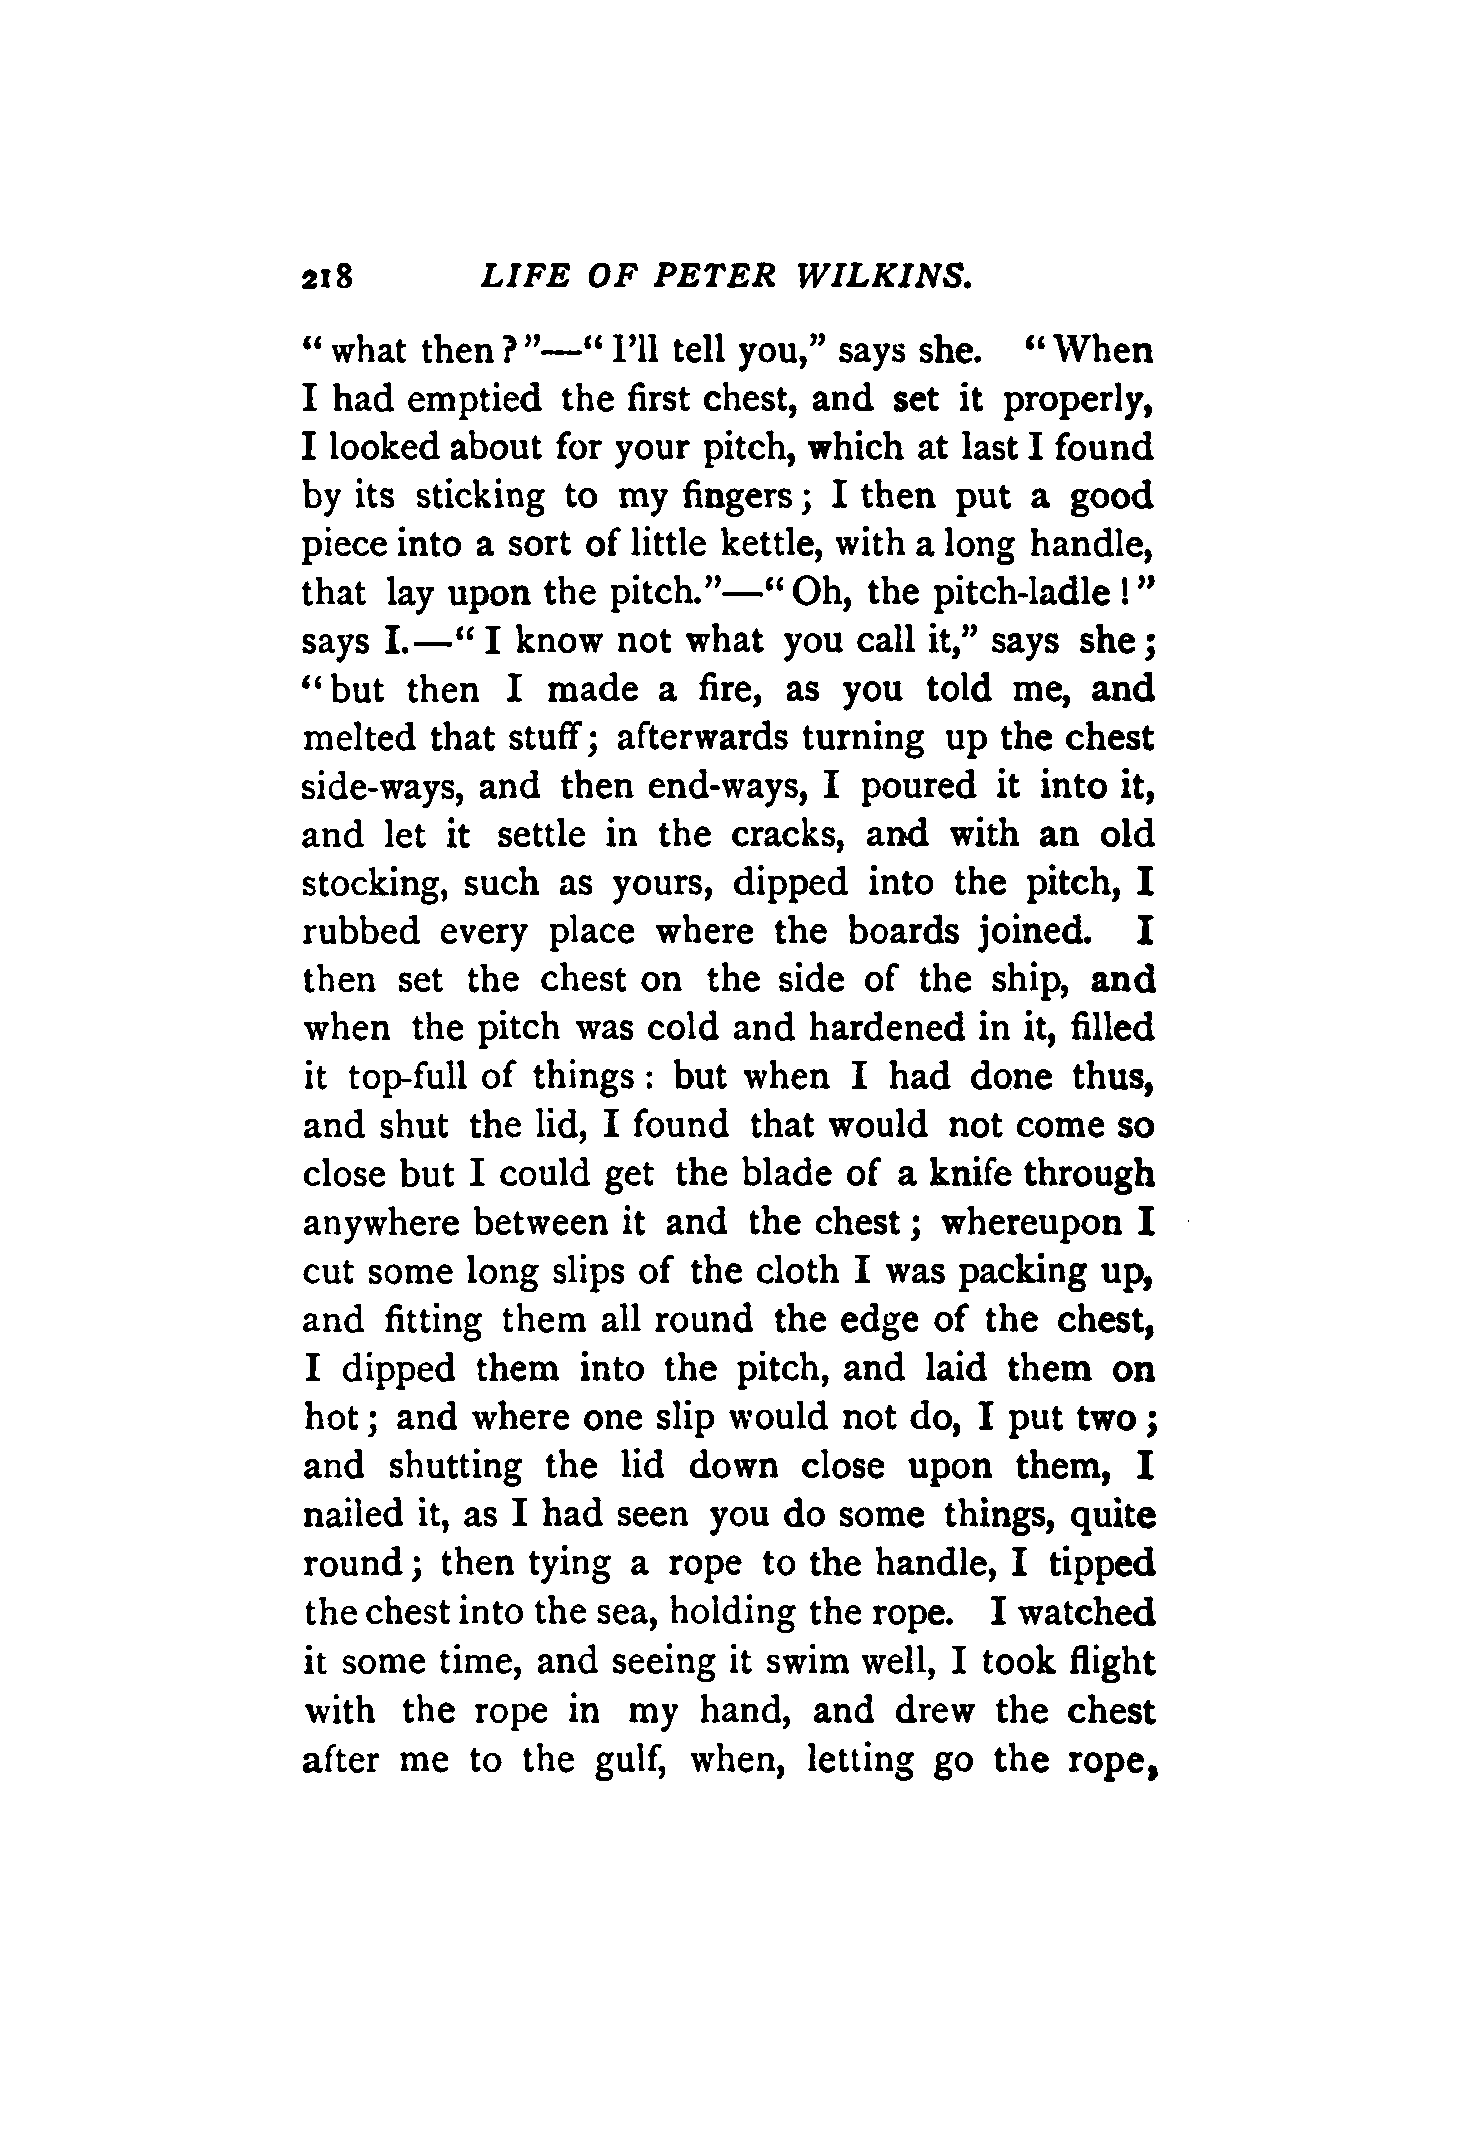 218 LIFE OF PETER WILKINS.
“ what then ? ”—“ I’ll tell you,” says she. “ When
I had emptied the first chest, and set it properly,
I looked about for your pitch, which at last I found
by its sticking to my fingers ; I then put a good
piece into a sort of little kettle, with a long handle,
that lay upon the pitch.”—“ Oh, the pitch-ladle ! ”
says I.—“ I know not what you call it,” says she ;
“ but then I made a fire, as you told me, and
melted that stuff ; afterwards turning up the chest
side-ways, and then end-ways, I poured it into it,
and let it settle in the cracks, and with an old
stocking, such as yours, dipped into the pitch, I
rubbed every place where the boards joined. I
then set the chest on the side of the ship, and
when the pitch was cold and hardened in it, filled
it top-full of things : but when I had done thus,
and shut the lid, I found that would not come so
close but I could get the blade of a knife through
anywhere between it and the chest ; whereupon I
cut some long slips of the cloth I was packing up,
and fitting them all round the edge of the chest,
I dipped them into the pitch, and laid them on
hot ; and where one slip would not do, I put two ;
and shutting the lid down close upon them, I
nailed it, as I had seen you do some things, quite
round ; then tying a rope to the handle, I tipped
the chest into the sea, holding the rope. I watched
it some time, and seeing it swim well, I took flight
with the rope in my hand, and drew the chest
after me to the gulf, when, letting go the rope,